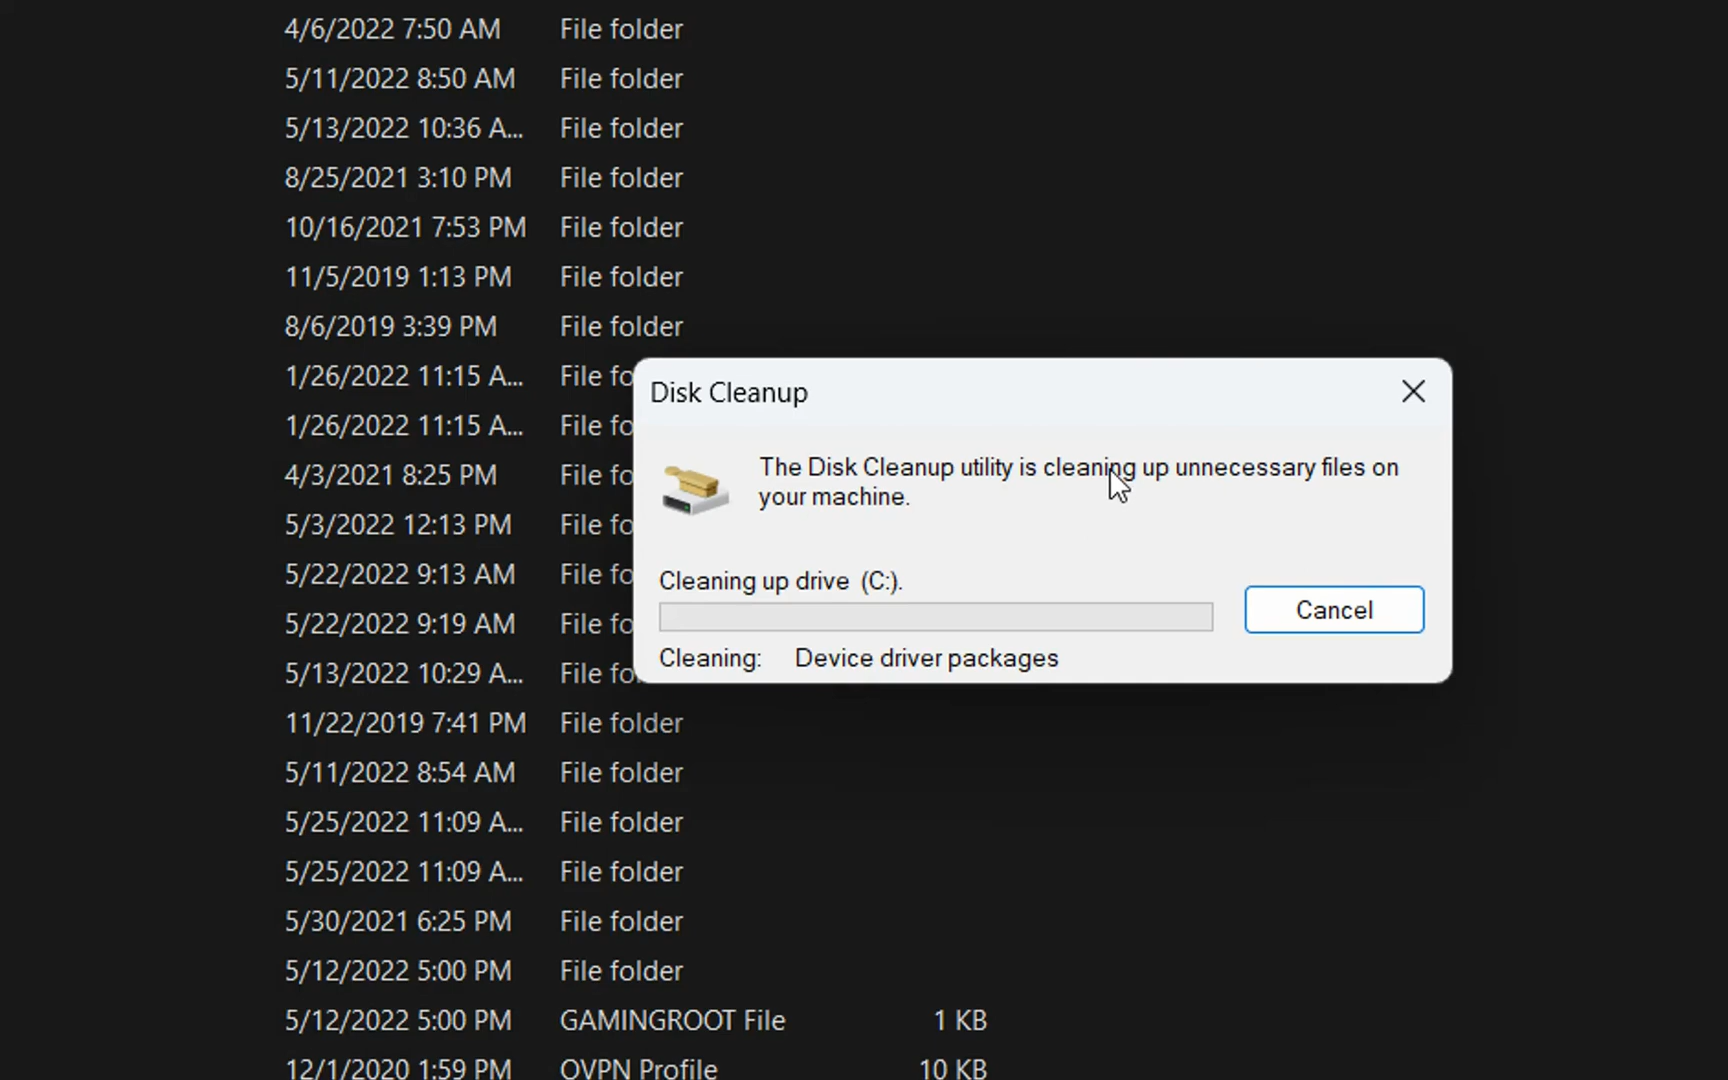 4/6/2022 7:50 AM File folder
5/11/2022 8:50 AM File folder
5/13/2022 10:36 A... File folder
8/25/2021 3:10 PM File folder
10/16/2021 7:53 PM File folder
11/5/2019 1:13 PM File folder
8/6/2019 3:39 PM File folder
1/26/2022 11:15 A... File fo
1/26/2022 11:15 A... File fo
4/3/2021 8:25 PM File fo
5/3/2022 12:13 PM File fo
5/22/2022 9:13 AM File fo
5/22/2022 9:19 AM File fo
5/13/2022 10:29 A... File fo
11/22/2019 7:41 PM File folder
5/11/2022 8:54 AM File folder
5/25/2022 11:09 A... File folder
5/25/2022 11:09 A... File folder
5/30/2021 6:25 PM File folder
5/12/2022 5:00 PM File folder
5/12/2022 5:00 PM GAMINGROOT File 1 KB
12/1/2020 1:59 PM OVPN Profile 10 KB
Disk Cleanup
The Disk Cleanup utility is cleaning up unnecessary files on
your machine.
Cleaning up drive (C:).
Cancel
Cleaning: Device driver packages